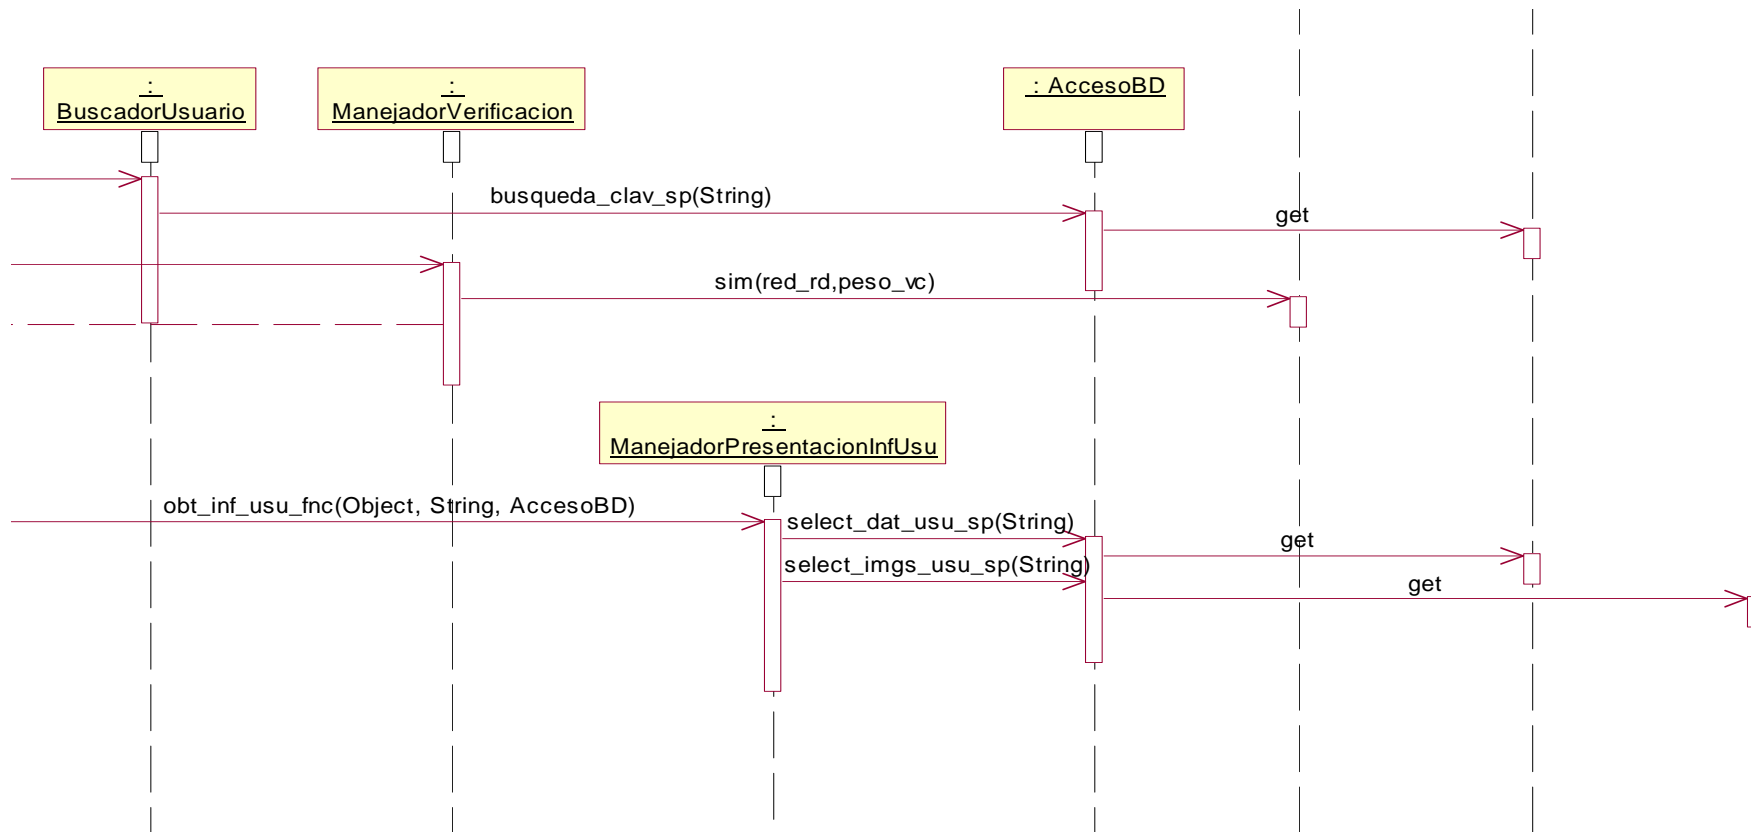 :
BuscadorUsuario
:
ManejadorVerificacion
: AccesoBD
busqueda_clav_sp(String)
get
sim(red_rd,peso_vc)
:
ManejadorPresentacionInfUsu
obt_inf_usu_fnc(Object, String, AccesoBD)
select_dat_usu_sp(String)
get
select_imgs_usu_sp(String)
get